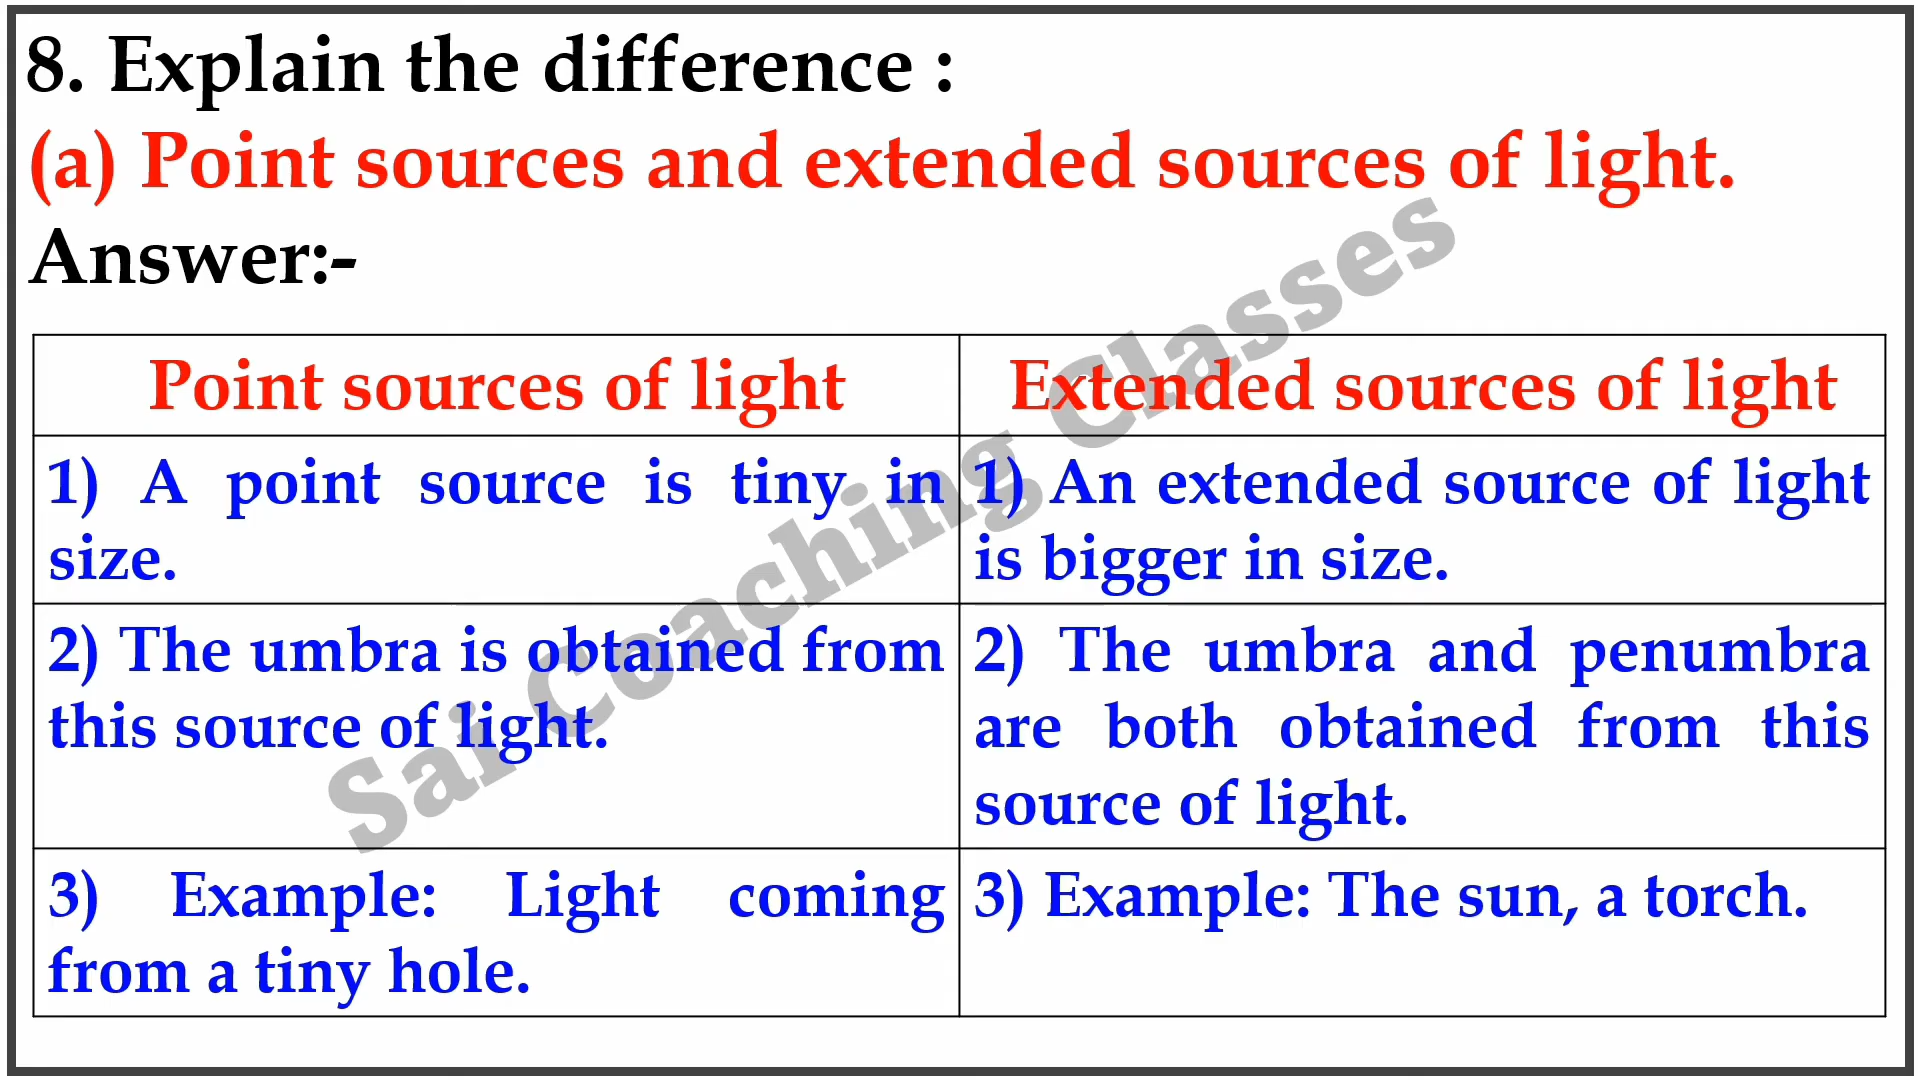 8. Explain the difference :
(a) Point sources and extended sources of light.
Answer:-
Point sources of light
Extended sources of light
1) A point source is tiny in
size.
1) An extended source of light
is bigger in size.
2) The umbra is obtained from
this source of light.
2) The umbra and penumbra
are both obtained from this
source of light.
3) Example: Light coming
from a tiny hole.
3) Example: The sun, a torch.
Sai Coaching Classes